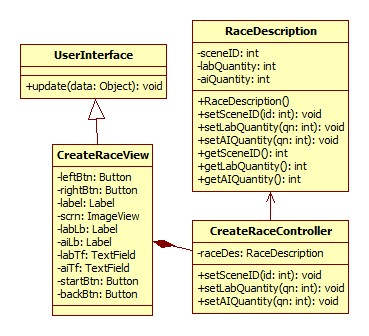 UserInterface
+update(data: Object): void
RaceDescription
-sceneID: int
-labQuantity: int
-aiQuantity: int
+RaceDescription()
+setSceneID(id: int): void
+setLabQuantity(qn: int): void
+setAIQuantity(qn: int): void
+getSceneID(): int
+getLabQuantity(): int
+getAIQuantity(): int
CreateRaceView
-leftBtn: Button
-rightBtn: Button
-label: Label
-scrn: ImageView
-labLb: Label
-aiLb: Label
-labTf: TextField
-aiTf: TextField
-startBtn: Button
-backBtn: Button
CreateRaceController
-raceDes: RaceDescription
+setSceneID(id: int): void
+setLabQuantity(qn: int): void
+setAIQuantity(qn: int): void